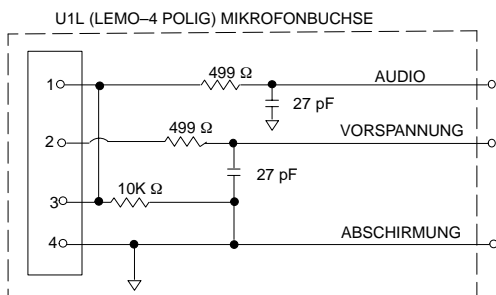 U1L (LEMO–4 POLIG) MIKROFONBUCHSE
1
499 Ω
AUDIO
27 pF
2
499 Ω
VORSPANNUNG
27 pF
3
10K Ω
4
ABSCHIRMUNG